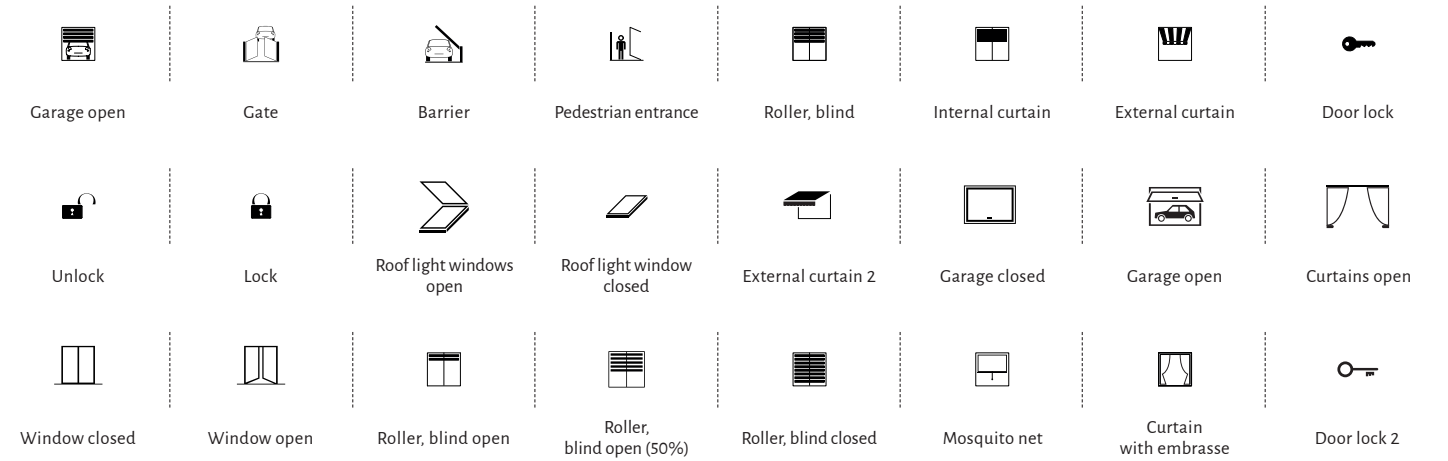 Garage open
Gate
Barrier
Pedestrian entrance
Roller, blind
Internal curtain
External curtain
Door lock
Unlock
Lock
Roof light windows
open
Roof light window
closed
External curtain 2
Garage closed
Garage open
Curtains open
Window closed
Window open
Roller, blind open
Roller,
blind open (50%)
Roller, blind closed
Mosquito net
Curtain
with embrasse
Door lock 2